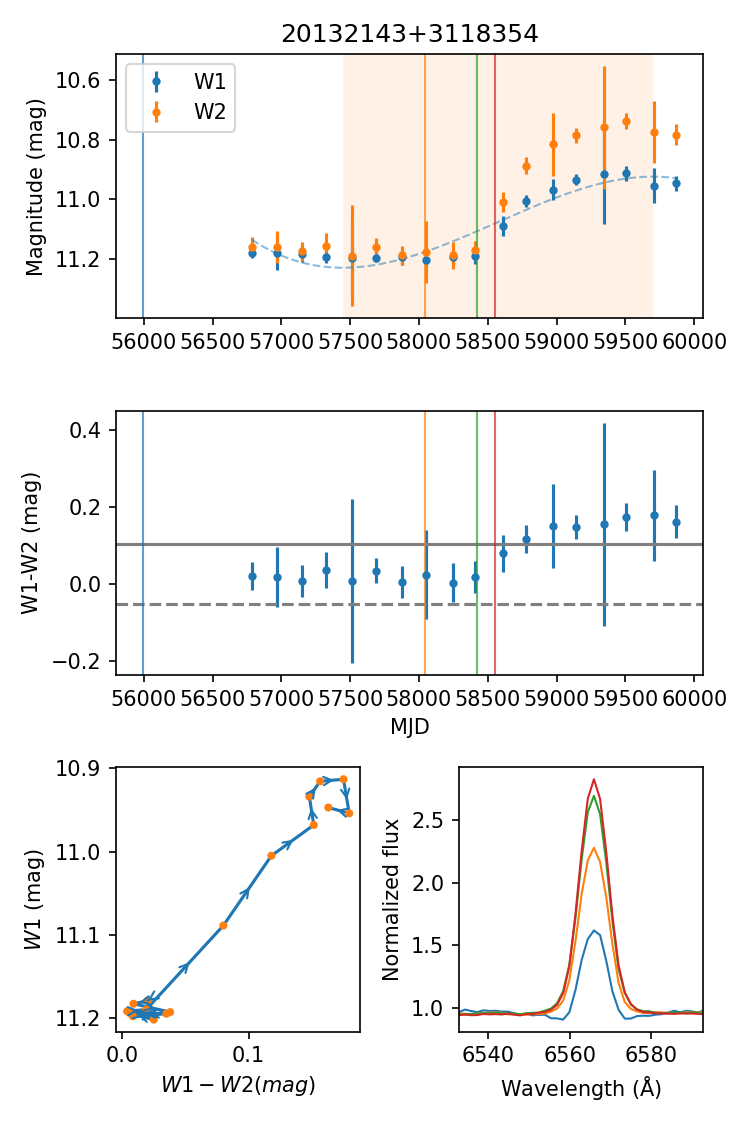 20132143+3118354
W1
W2
Magnitude (mag)
10.6
10.8
11.0
11.2
56000 56500 57000 57500 58000 58500 59000 59500 60000
W1-W2 (mag)
0.4
0.2
0.0
−0.2
56000 56500 57000 57500 58000 58500 59000 59500 60000
MJD
W1 (mag)
10.9
11.0
11.1
11.2
0.0 0.1
W1 − W2(mag)
Normalized flux
2.5
2.0
1.5
1.0
6540 6560 6580
Wavelength (Å)